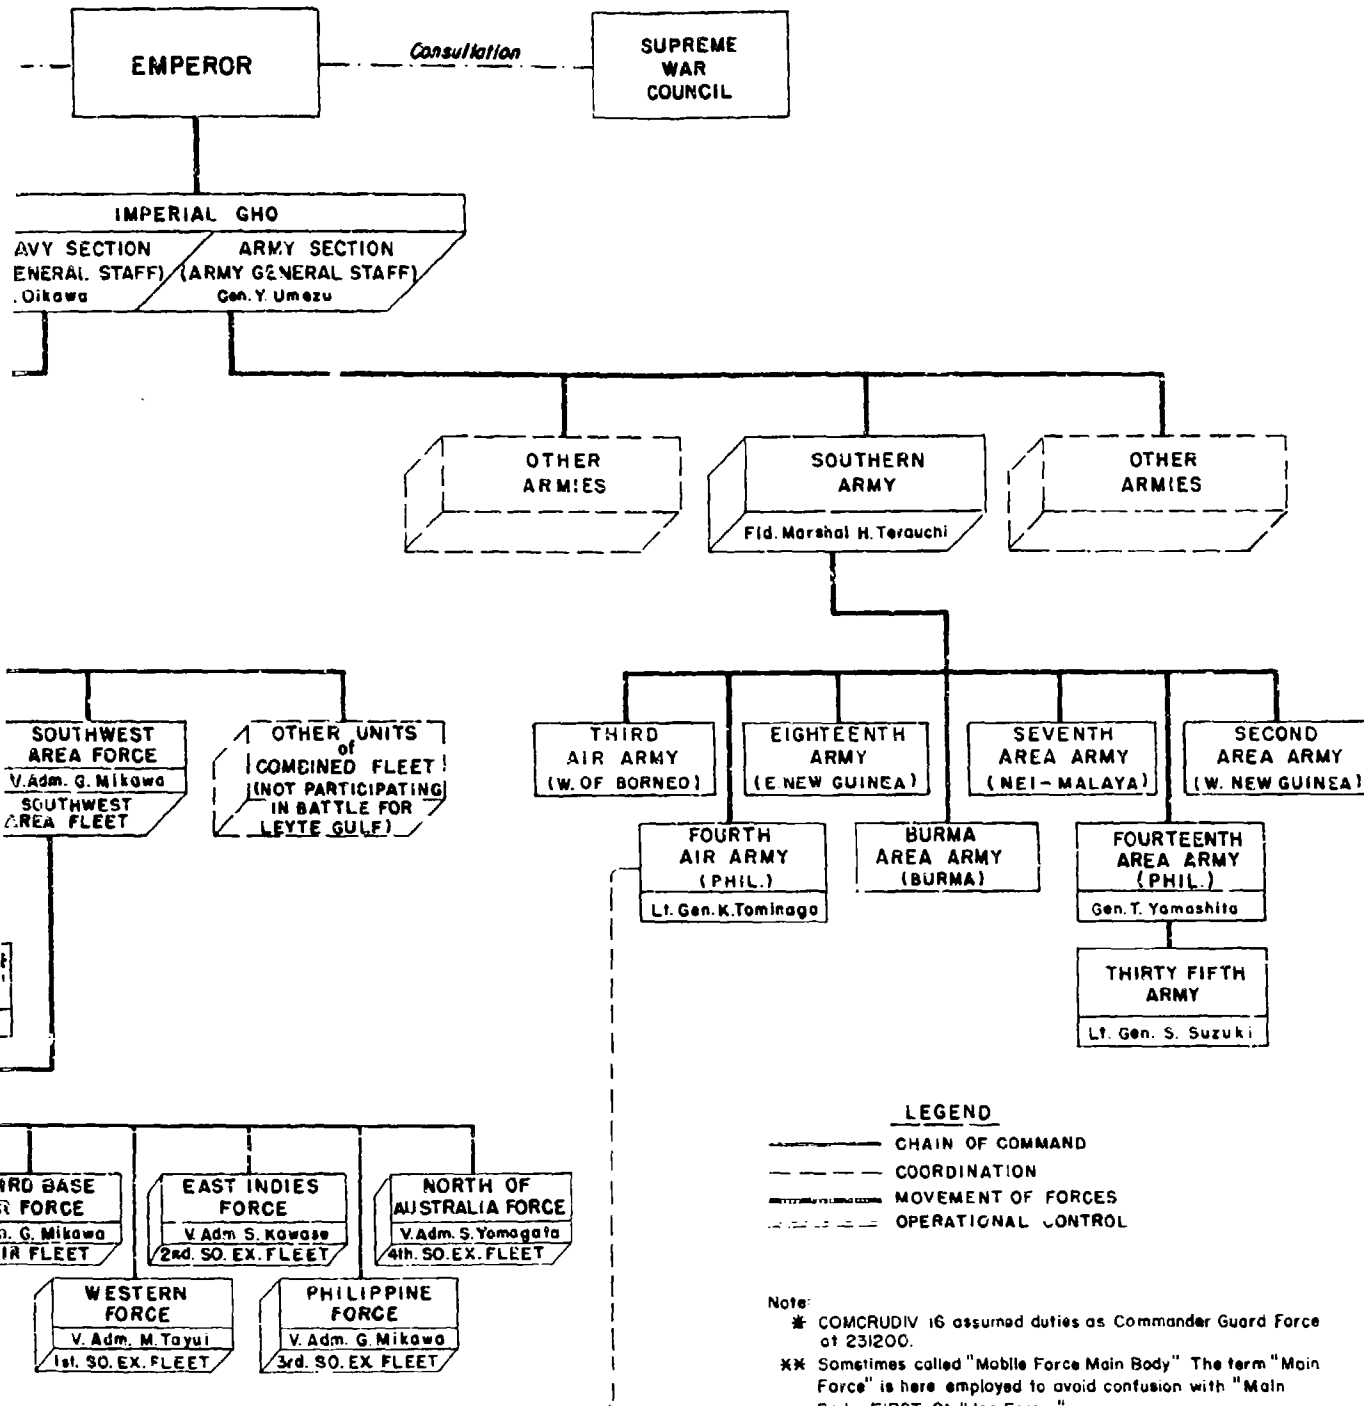 EMPEROR
Consultation
SUPREME
WAR
COUNCIL
IMPERIAL GHQ
AVY SECTION
ENERAL STAFF)
. Oikawa
ARMY SECTION
(ARMY GENERAL STAFF)
Gen. Y. Umezu
OTHER
ARMIES
SOUTHERN
ARMY
Fld. Marshal H. Terauchi
OTHER
ARMIES
SOUTHWEST
AREA FORCE
V.Adm. G. Mikawa
SOUTHWEST
AREA FLEET
OTHER UNITS
of
COMBINED FLEET
(NOT PARTICIPATING
IN BATTLE FOR
LEYTE GULF)
THIRD
AIR ARMY
(W. OF BORNEO)
EIGHTEENTH
ARMY
(E. NEW GUINEA)
SEVENTH
AREA ARMY
(NEI-MALAYA)
SECOND
AREA ARMY
(W. NEW GUINEA)
FOURTH
AIR ARMY
(PHIL.)
Lt. Gen. K. Tominaga
BURMA
AREA ARMY
(BURMA)
FOURTEENTH
AREA ARMY
(PHIL.)
Gen. T. Yamashita
THIRTY FIFTH
ARMY
Lt. Gen. S. Suzuki
LEGEND
CHAIN OF COMMAND
COORDINATION
MOVEMENT OF FORCES
OPERATIONAL CONTROL
IRD BASE
R FORCE
G. Mikawa
IR FLEET
EAST INDIES
FORCE
V. Adm S. Kawase
2nd. SO. EX. FLEET
NORTH OF
AUSTRALIA FORCE
V. Adm. S. Yamagata
4th. SO. EX. FLEET
WESTERN
FORCE
V. Adm. M. Tayui
1st. SO. EX. FLEET
PHILIPPINE
FORCE
V. Adm. G. Mikawa
3rd. SO. EX. FLEET
Note:
* COMCRUDIV 16 assumed duties as Commander Guard Force
at 231200.
** Sometimes called "Mobile Force Main Body" The term "Main
Force" is here employed to avoid confusion with "Main